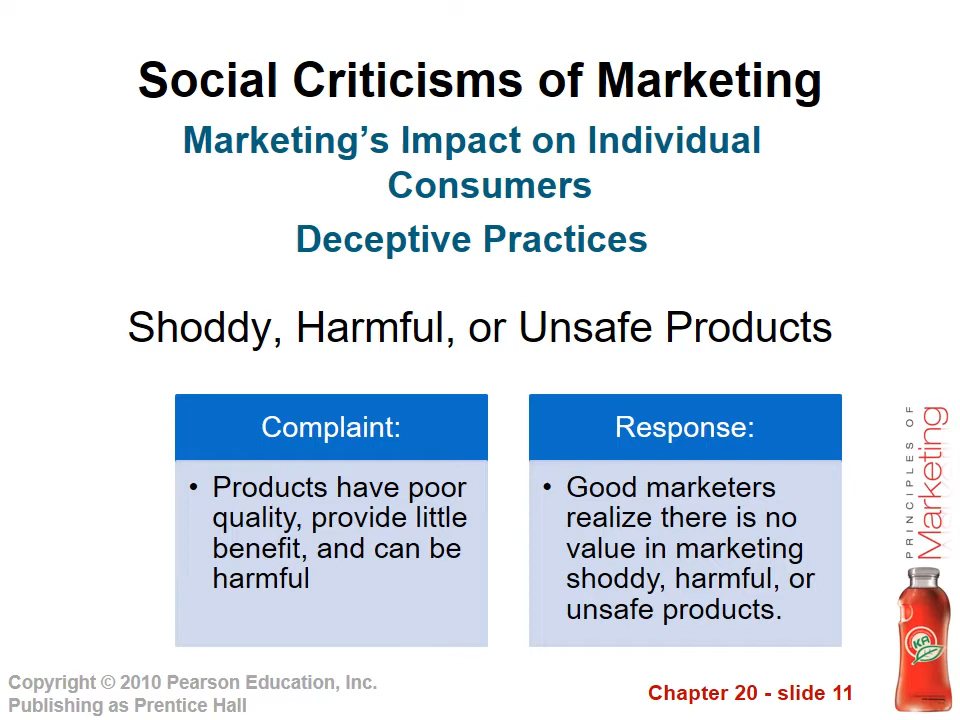 Social Criticisms of Marketing
Marketing’s Impact on Individual
Consumers
Deceptive Practices
Shoddy, Harmful, or Unsafe Products
Complaint:
• Products have poor
quality, provide little
benefit, and can be
harmful
Response:
• Good marketers
realize there is no
value in marketing
shoddy, harmful, or
unsafe products.
PRINCIPLES OF
Marketing
KA
Copyright © 2010 Pearson Education, Inc.
Publishing as Prentice Hall
Chapter 20 - slide 11